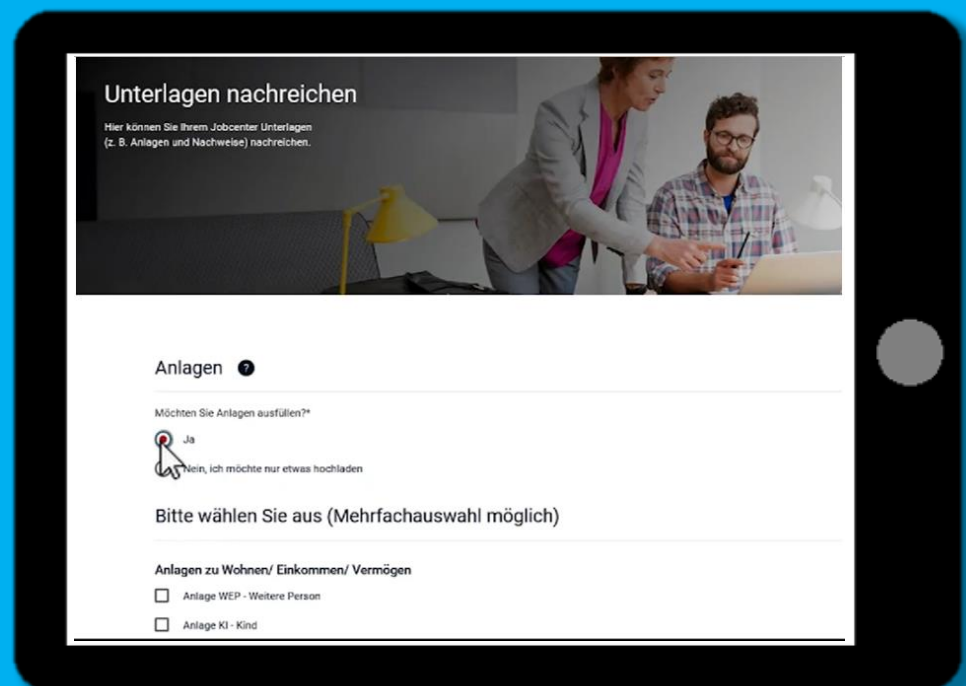 Unterlagen nachreichen
Hier können Sie Ihrem Jobcenter Unterlagen
(z. B. Anlagen und Nachweise) nachreichen.
Anlagen ?
Möchten Sie Anlagen ausfüllen?*
Ja
Nein, ich möchte nur etwas hochladen
Bitte wählen Sie aus (Mehrfachauswahl möglich)
Anlagen zu Wohnen/ Einkommen/ Vermögen
Anlage WEP - Weitere Person
Anlage KI - Kind